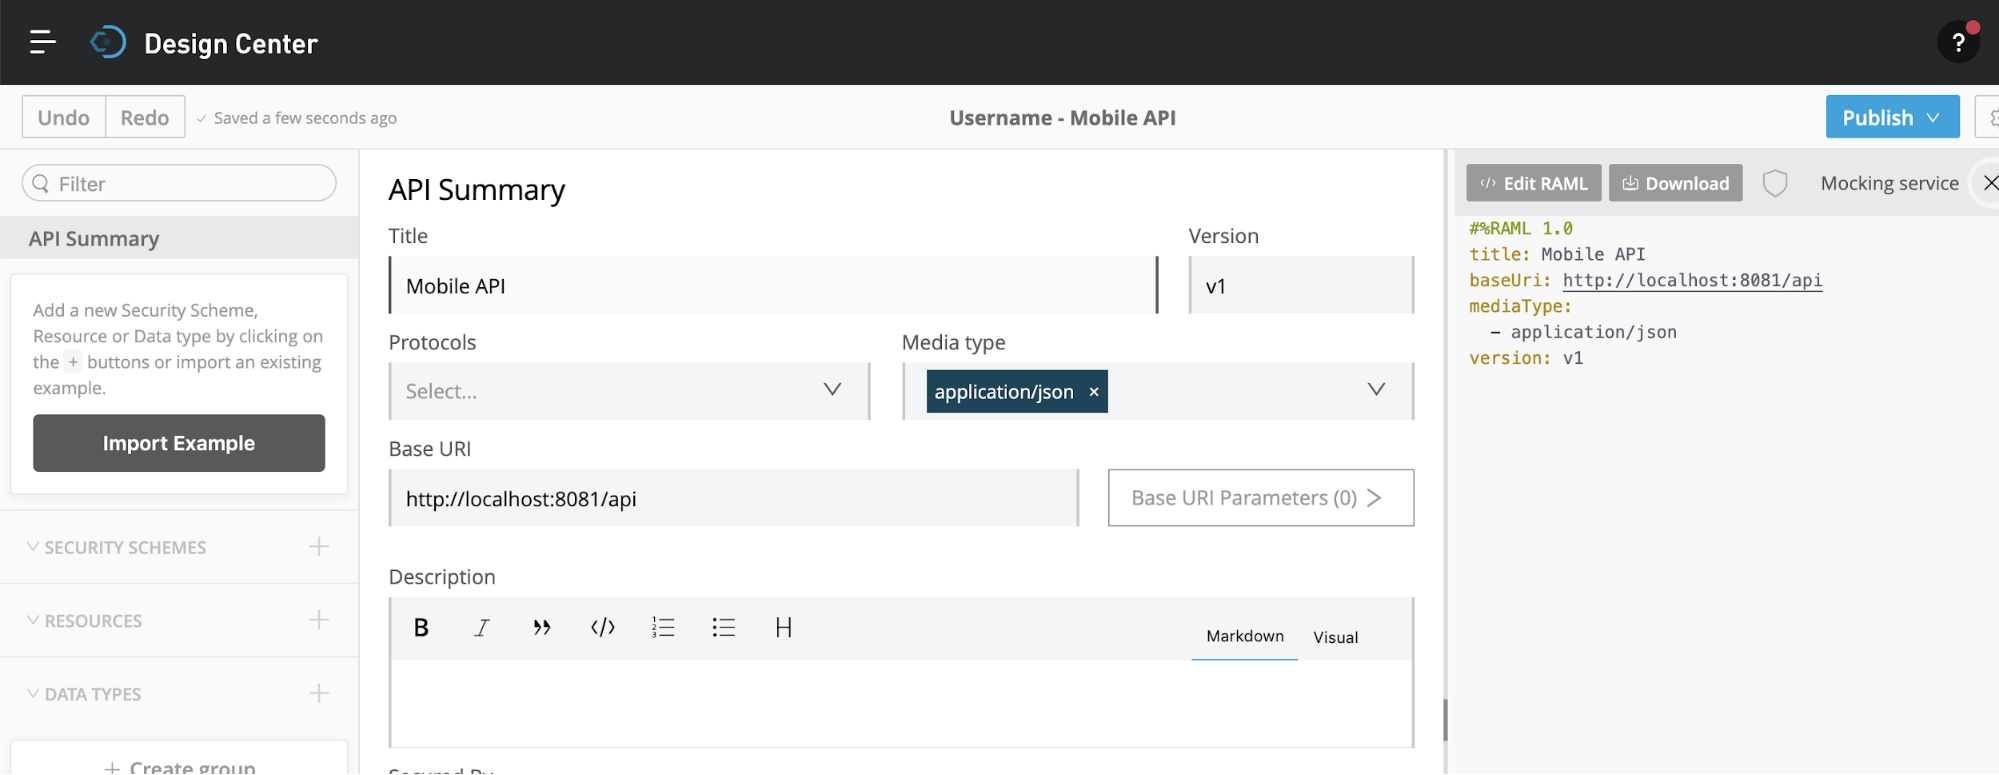 Design Center
?
Undo
Redo
Saved a few seconds ago
Username - Mobile API
Publish
Filter
API Summary
Add a new Security Scheme,
Resource or Data type by clicking on
the + buttons or import an existing
example.
Import Example
SECURITY SCHEMES
RESOURCES
DATA TYPES
+ Create group
API Summary
Title
Version
Mobile API
v1
Protocols
Media type
Select...
application/json ×
Base URI
http://localhost:8081/api
Base URI Parameters (0) >
Description
B I ” </> H
Markdown
Visual
Secured By
</> Edit RAML
Download
Mocking service
#%RAML 1.0
title: Mobile API
baseUri: http://localhost:8081/api
mediaType:
- application/json
version: v1